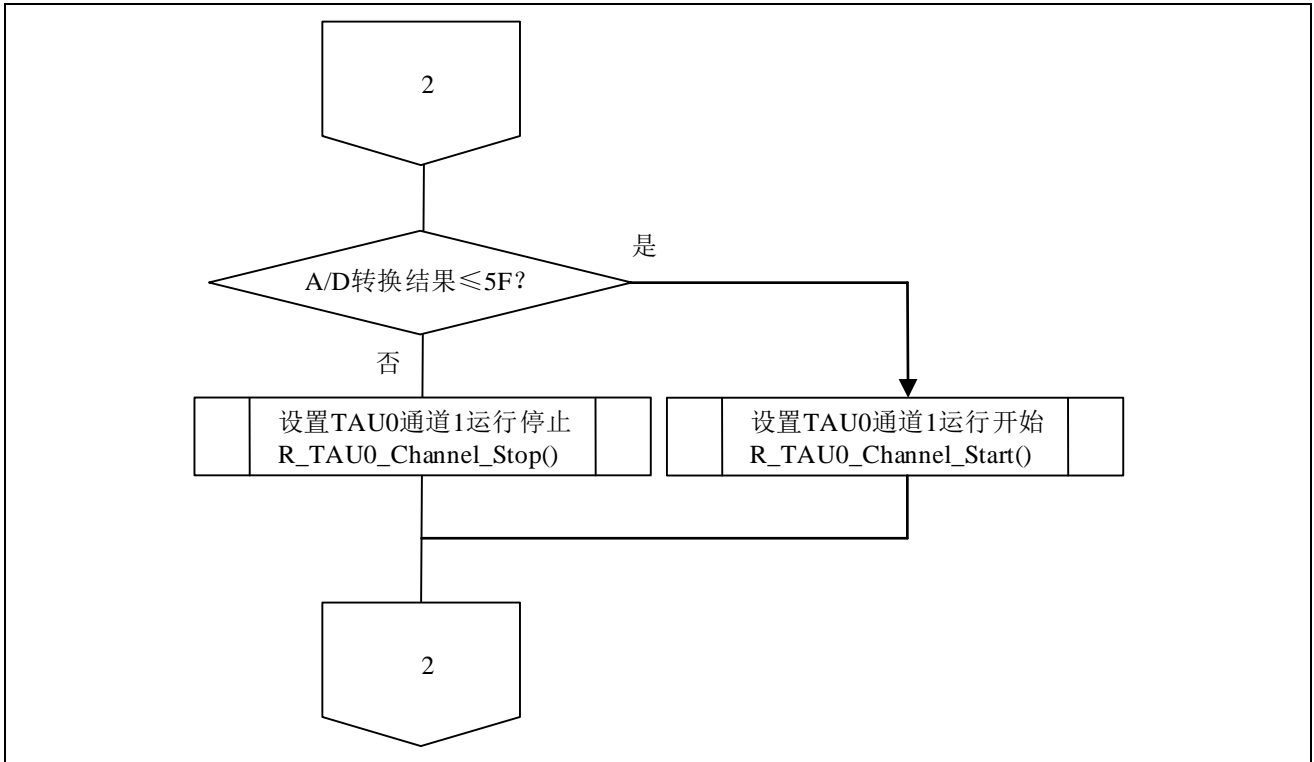 2
是
A/D转换结果≤5F?
否
设置TAU0通道1运行停止
R_TAU0_Channel_Stop()
设置TAU0通道1运行开始
R_TAU0_Channel_Start()
2